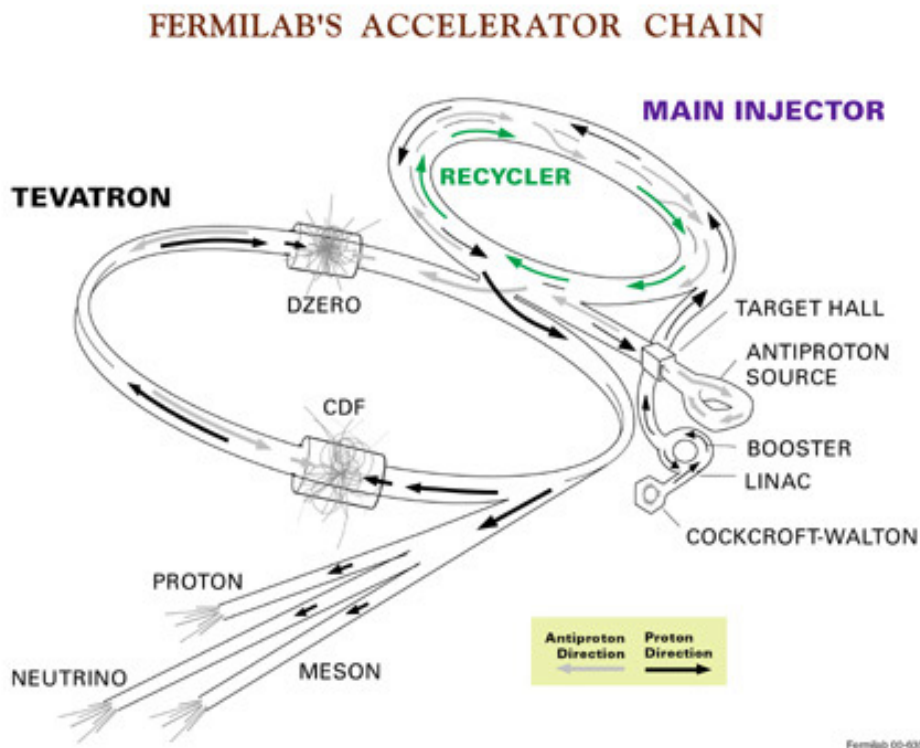 FERMILAB'S ACCELERATOR CHAIN
MAIN INJECTOR
RECYCLER
TEVATRON
DZERO
TARGET HALL
ANTIPROTON
SOURCE
CDF
BOOSTER
LINAC
COCKCROFT-WALTON
PROTON
Antiproton
Direction
Proton
Direction
NEUTRINO
MESON